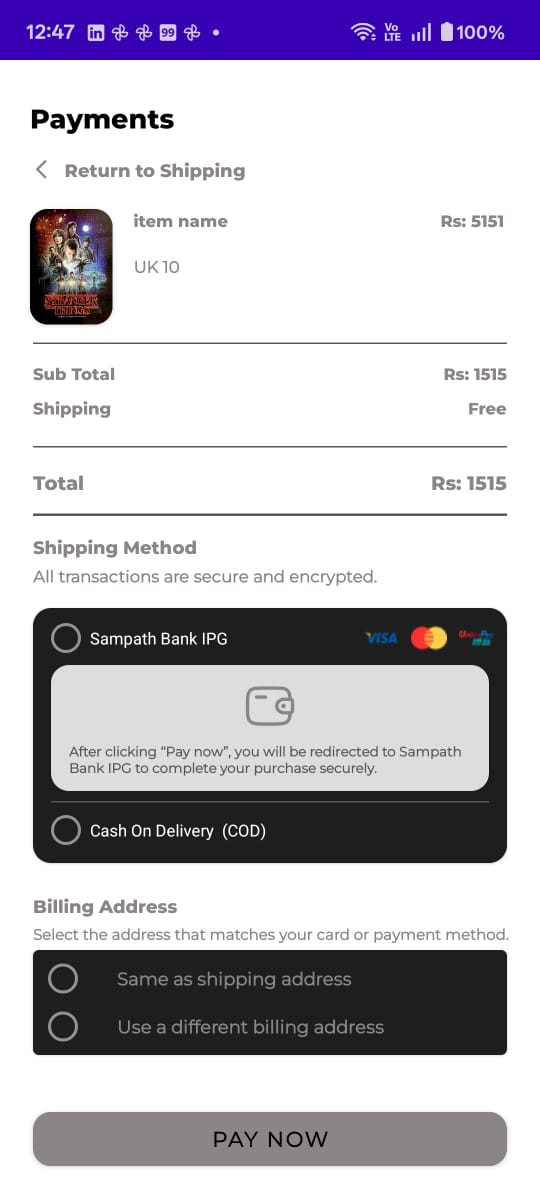 12:47 in 99 Vo LTE 100%
Payments
Return to Shipping
item name Rs: 5151
UK 10
STRANGER
THINGS
Sub Total Rs: 1515
Shipping Free
Total Rs: 1515
Shipping Method
All transactions are secure and encrypted.
Sampath Bank IPG VISA UnionPay
After clicking “Pay now”, you will be redirected to Sampath
Bank IPG to complete your purchase securely.
Cash On Delivery (COD)
Billing Address
Select the address that matches your card or payment method.
Same as shipping address
Use a different billing address
PAY NOW